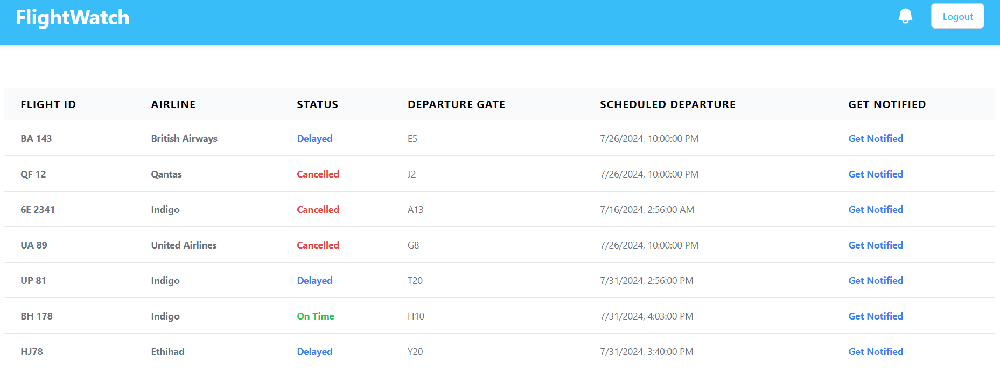 FlightWatch
Logout
FLIGHT ID AIRLINE STATUS DEPARTURE GATE SCHEDULED DEPARTURE GET NOTIFIED
BA 143 British Airways Delayed E5 7/26/2024, 10:00:00 PM Get Notified
QF 12 Qantas Cancelled J2 7/26/2024, 10:00:00 PM Get Notified
6E 2341 Indigo Cancelled A13 7/16/2024, 2:56:00 AM Get Notified
UA 89 United Airlines Cancelled G8 7/26/2024, 10:00:00 PM Get Notified
UP 81 Indigo Delayed T20 7/31/2024, 2:56:00 PM Get Notified
BH 178 Indigo On Time H10 7/31/2024, 4:03:00 PM Get Notified
HJ78 Ethihad Delayed Y20 7/31/2024, 3:40:00 PM Get Notified